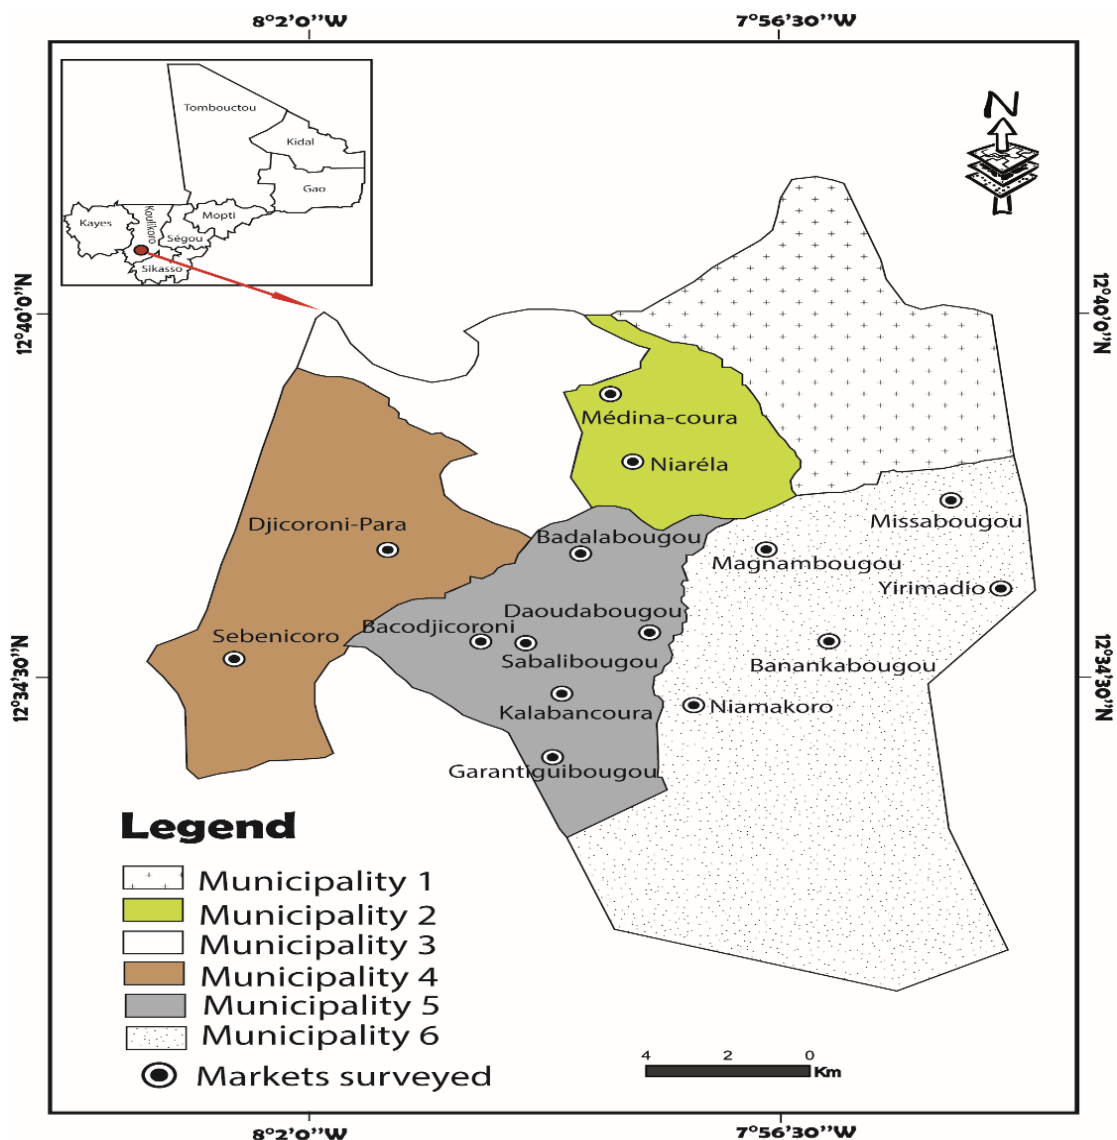 8°2'0''W
7°56'30''W
N
Tombouctou
Kidal
Gao
Mopti
Kayes
Koulikoro
Ségou
Sikasso
12°40'0''N
12°40'0''N
Médina-coura
Niaréla
Missabougou
Djicoroni-Para
Badalabougou
Magnambougou
Yirimadio
Daoudabougou
Bacodjicoroni
Sebenicoro
Sabalibougou
Banankabougou
12°34'30''N
12°34'30''N
Kalabancoura
Niamakoro
Garantiguibougou
Legend
Municipality 1
Municipality 2
Municipality 3
Municipality 4
Municipality 5
Municipality 6
Markets surveyed
4 2 0
Km
8°2'0''W
7°56'30''W